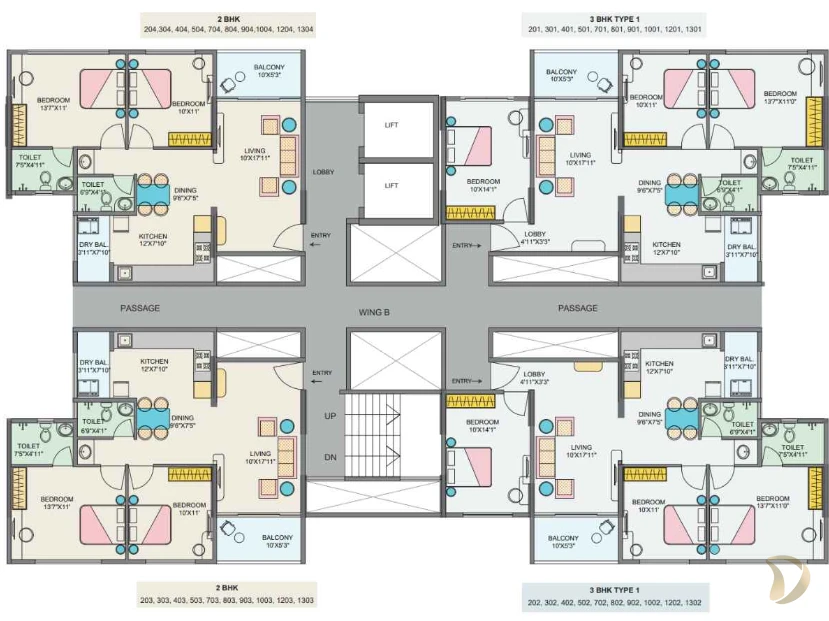 2 BHK
204,304, 404, 504, 704, 804, 904,1004, 1204, 1304
3 BHK TYPE 1
201, 301, 401, 501, 701, 801, 901, 1001, 1201, 1301
BALCONY
10'X5'3"
BEDROOM
13'7"X11'
BEDROOM
10'X11'
LIVING
10'X17'11"
TOILET
7'5"X4'11"
TOILET
6'9"X4'1"
DINING
9'6"X7'5"
KITCHEN
12'X7'10"
DRY BAL.
3'11"X7'10"
LOBBY
ENTRY
LIFT
LIFT
BALCONY
10'X5'3"
BEDROOM
10'X14'1"
LIVING
10'X17'11"
BEDROOM
10'X11'
BEDROOM
13'7"X11'0"
TOILET
7'5"X4'11"
TOILET
6'9"X4'1"
DINING
9'6"X7'5"
KITCHEN
12'X7'10"
DRY BAL.
3'11"X7'10"
LOBBY
4'11"X3'3"
ENTRY
PASSAGE
WING B
PASSAGE
DRY BAL.
3'11"X7'10"
KITCHEN
12'X7'10"
ENTRY
DINING
9'6"X7'5"
TOILET
6'9"X4'1"
TOILET
7'5"X4'11"
LIVING
10'X17'11"
BEDROOM
13'7"X11'
BEDROOM
10'X11'
BALCONY
10'X5'3"
UP
DN
LOBBY
4'11"X3'3"
ENTRY
KITCHEN
12'X7'10"
DRY BAL.
3'11"X7'10"
BEDROOM
10'X14'1"
DINING
9'6"X7'5"
TOILET
6'9"X4'1"
TOILET
7'5"X4'11"
LIVING
10'X17'11"
BEDROOM
10'X11'
BEDROOM
13'7"X11'0"
BALCONY
10'X5'3"
2 BHK
203, 303, 403, 503, 703, 803, 903, 1003, 1203, 1303
3 BHK TYPE 1
202, 302, 402, 502, 702, 802, 902, 1002, 1202, 1302